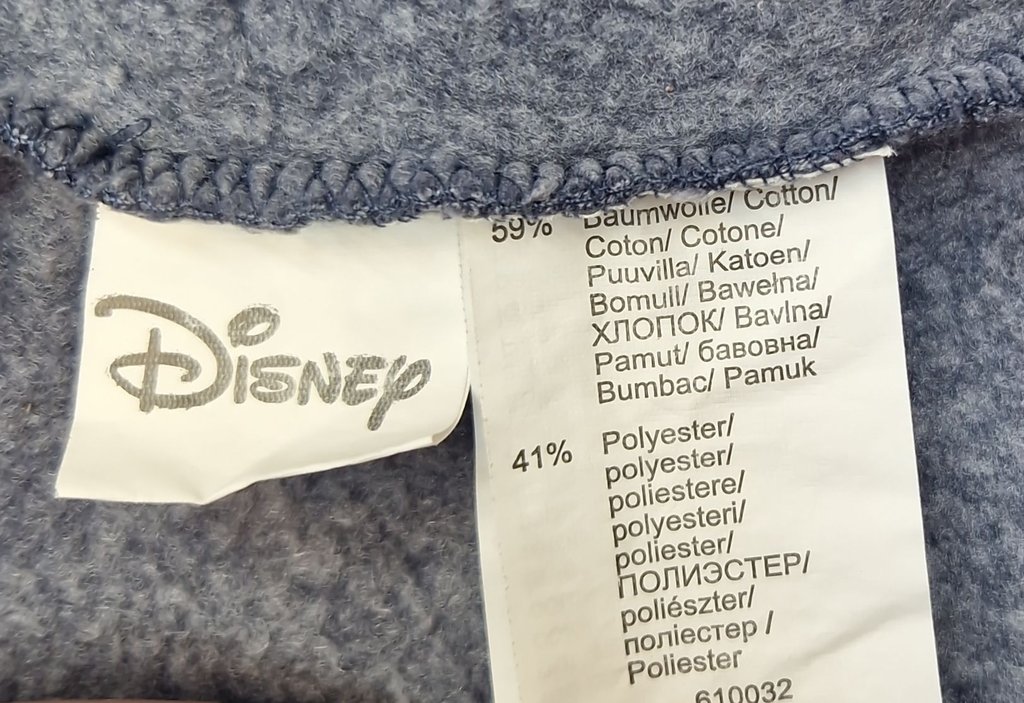 Disney
59% Baumwolle/ Cotton/
Coton/ Cotone/
Puuvilla/ Katoen/
Bomull/ Bawełna/
ХЛОПОК/ Bavlna/
Pamut/ бавовна/
Bumbac/ Pamuk
41% Polyester/
polyester/
poliestere/
polyesteri/
poliester/
ПОЛИЭСТЕР/
poliészter/
поліестер /
Poliester
610032